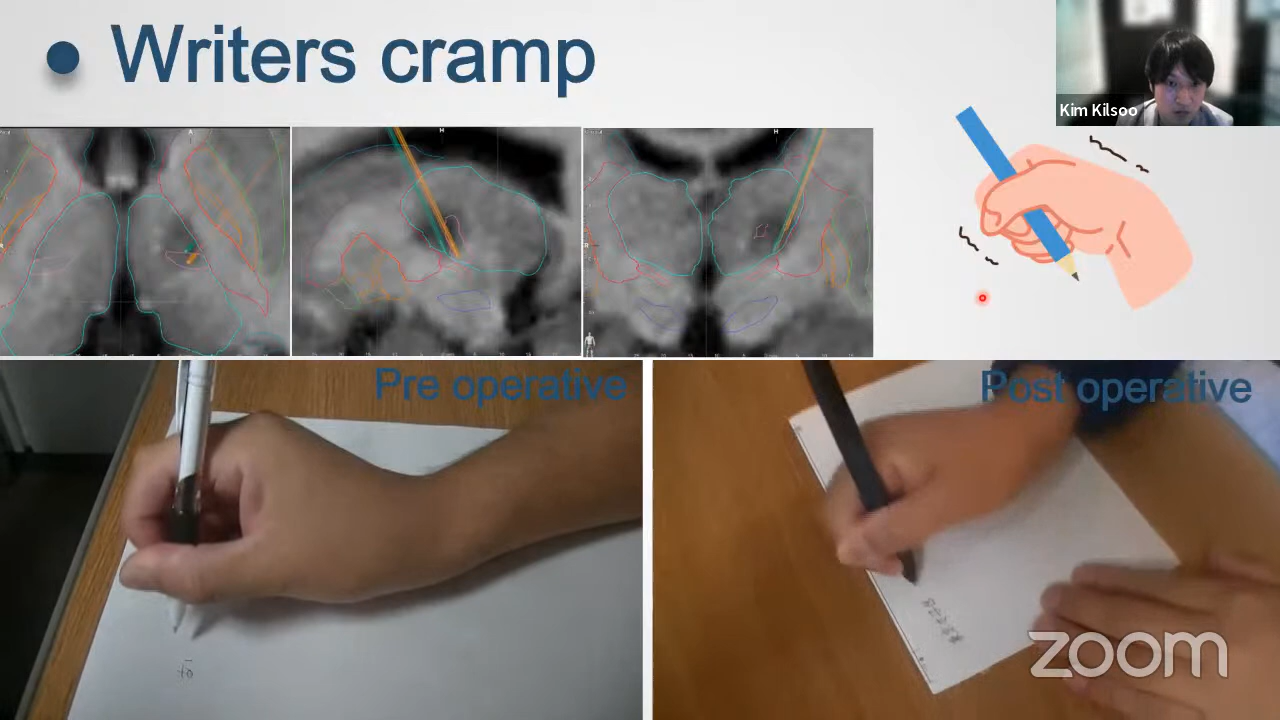 Writers cramp
Kim Kilsoo
Pre operative
Post operative
zoom